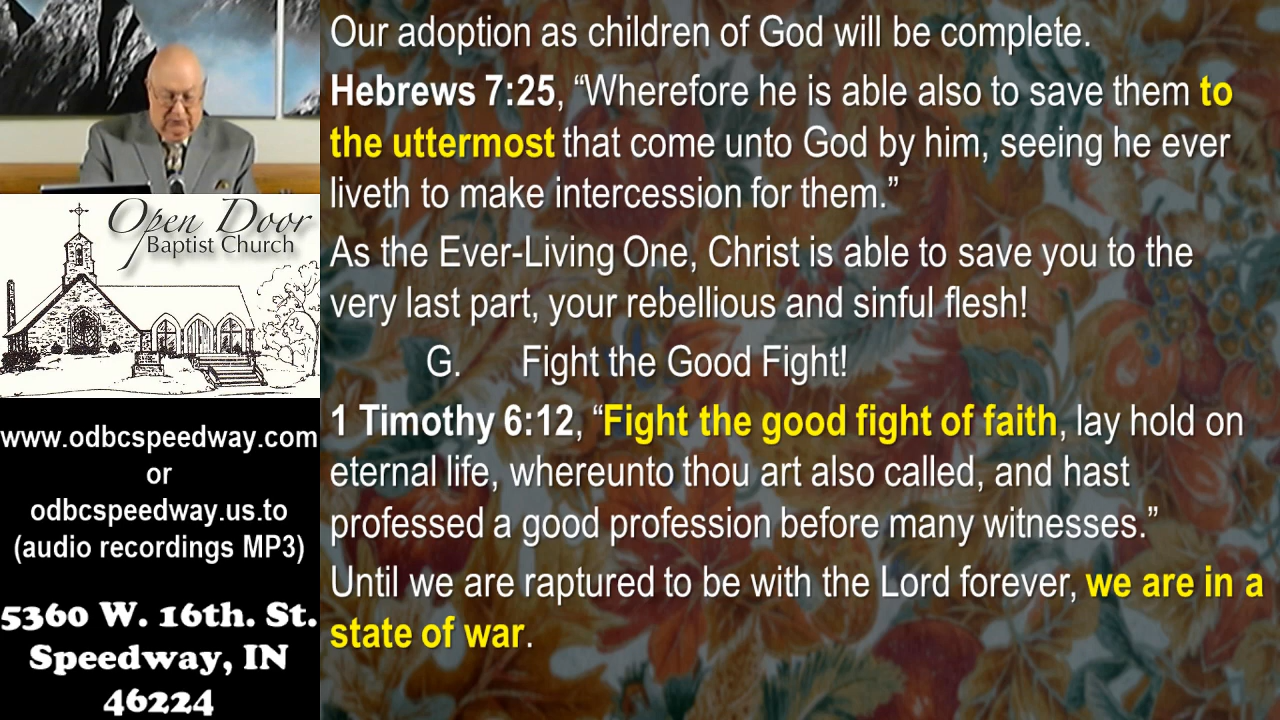 Open Door
Baptist Church
www.odbcspeedway.com
or
odbcspeedway.us.to
(audio recordings MP3)
5360 W. 16th. St.
Speedway, IN
46224
Our adoption as children of God will be complete.
Hebrews 7:25, “Wherefore he is able also to save them to
the uttermost that come unto God by him, seeing he ever
liveth to make intercession for them.”
As the Ever-Living One, Christ is able to save you to the
very last part, your rebellious and sinful flesh!
G. Fight the Good Fight!
1 Timothy 6:12, “Fight the good fight of faith, lay hold on
eternal life, whereunto thou art also called, and hast
professed a good profession before many witnesses.”
Until we are raptured to be with the Lord forever, we are in a
state of war.